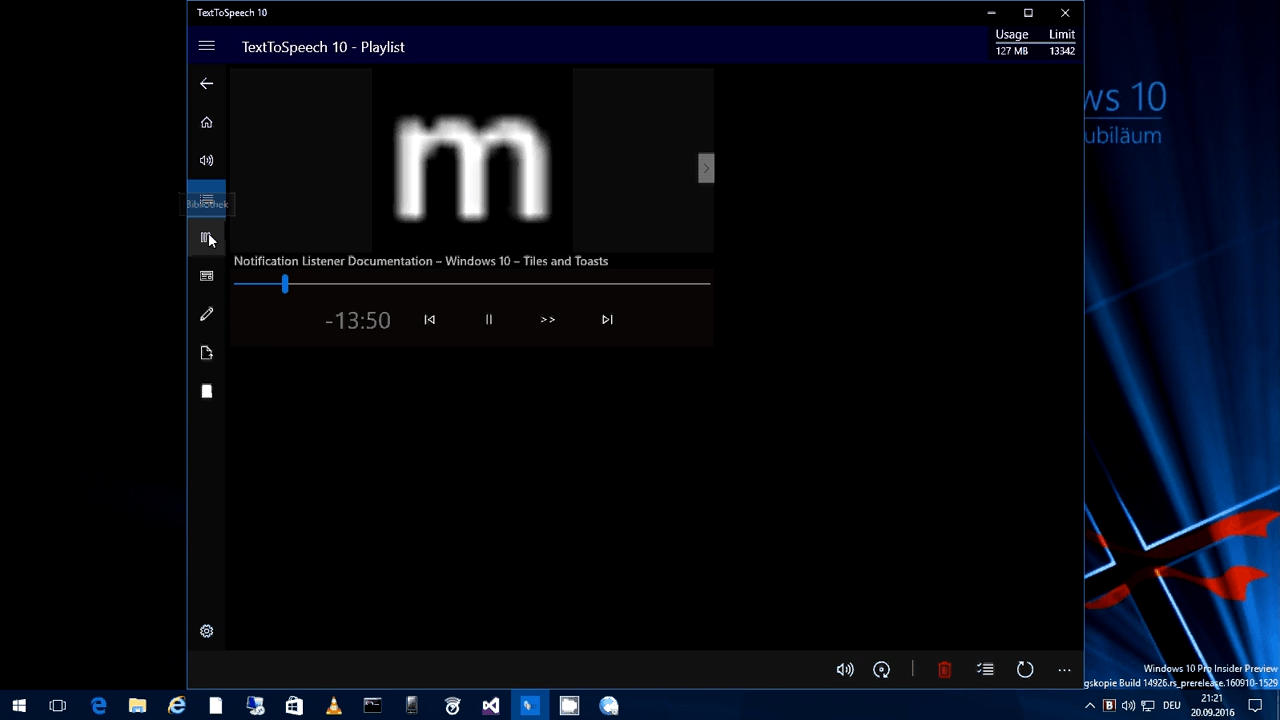 TextToSpeech 10
TextToSpeech 10 - Playlist
Usage Limit
127 MB 13342
ws 10
ubiläum
Bibliothek
m
Notification Listener Documentation – Windows 10 – Tiles and Toasts
-13:50
>>
Windows 10 Pro Insider Preview
gskopie Build 14926.rs_prerelease.160910-1529
B
DEU
21:21
20.09.2016